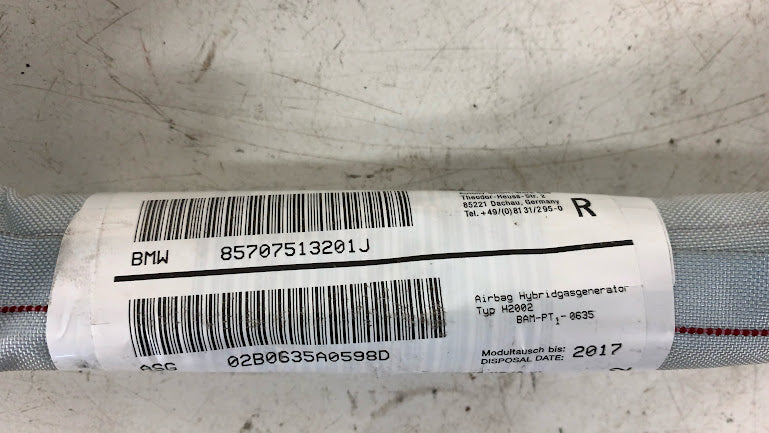 Theodor-Heuss-Str. 2
85221 Dachau, Germany
Tel. +49/(0)8131/295-0
R
BMW 85707513201J
Airbag Hybridgasgenerator
Typ H2002
BAM-PT1-0635
ASG 02B0635A0598D
Modultausch bis:
DISPOSAL DATE: 2017